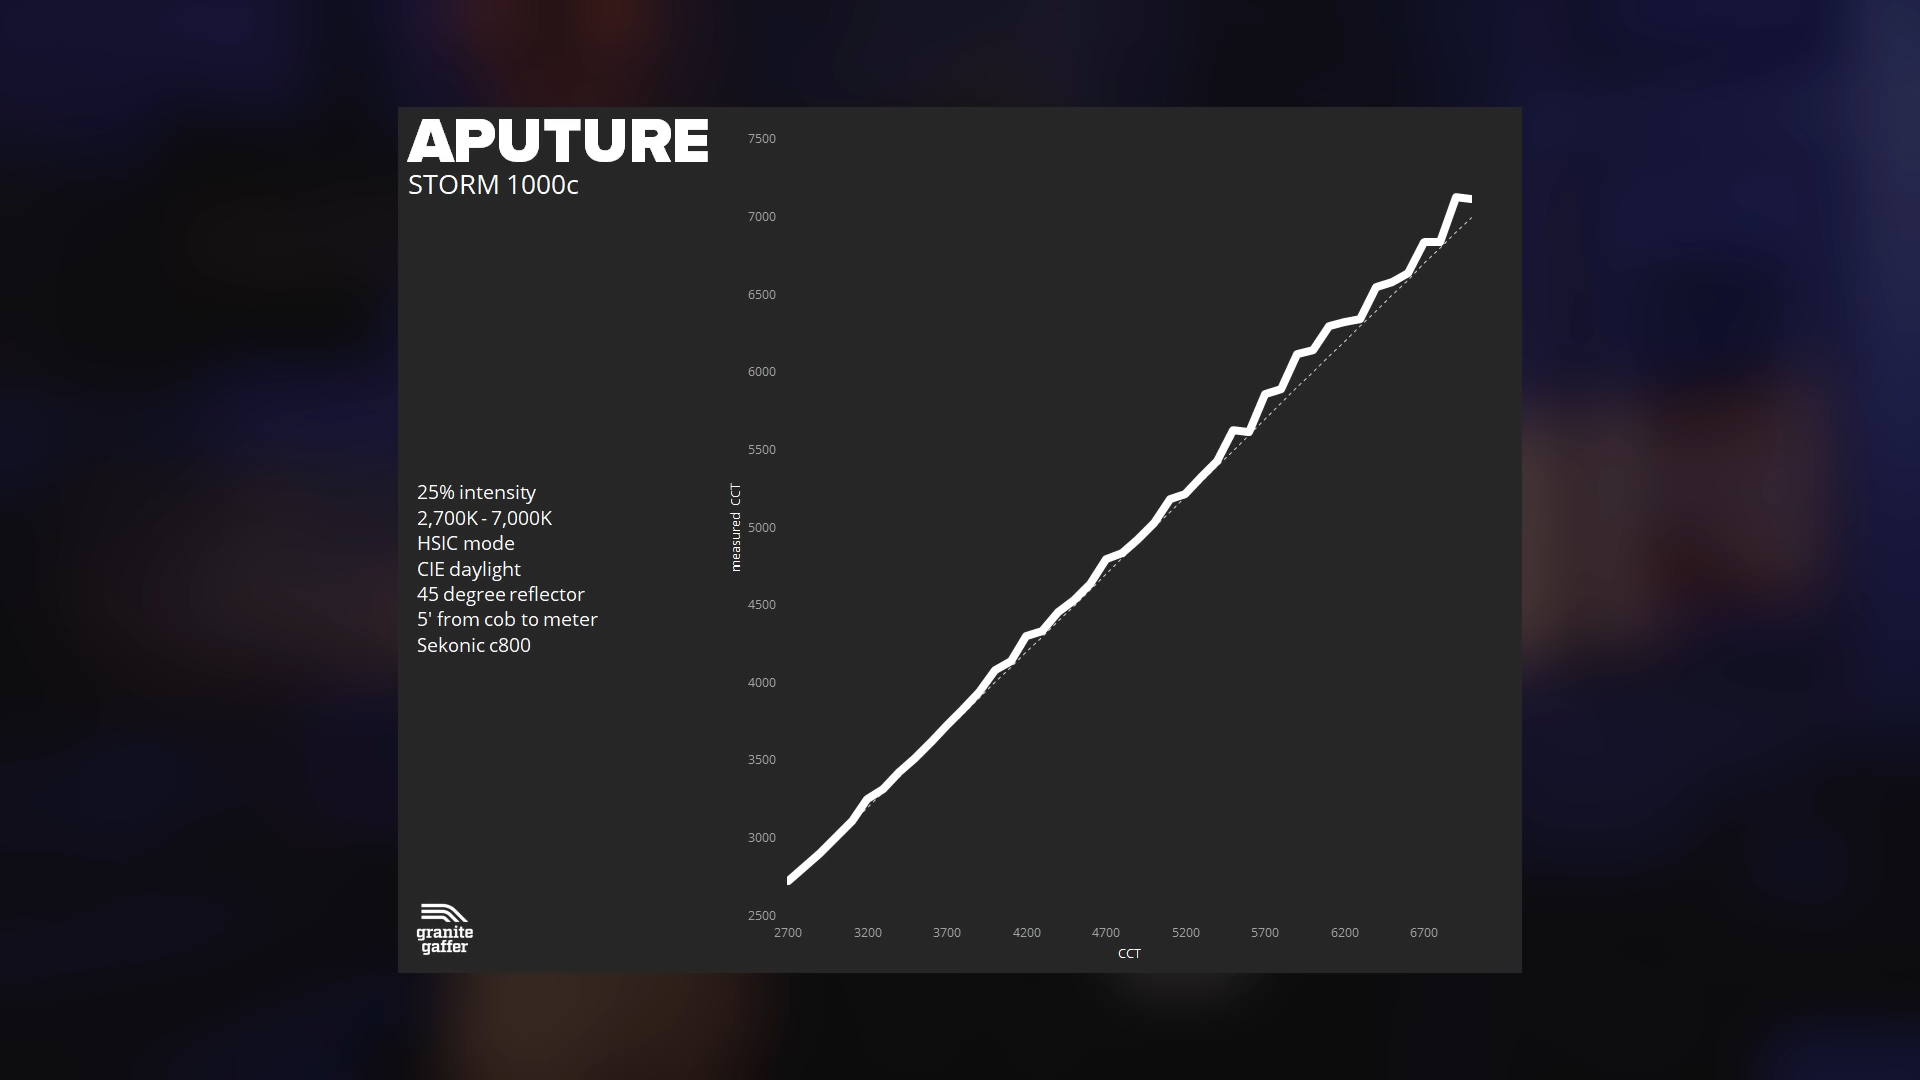 APUTURE
STORM 1000c
25% intensity
2,700K - 7,000K
HSIC mode
CIE daylight
45 degree reflector
5' from cob to meter
Sekonic c800
granite
gaffer
7500
7000
6500
6000
5500
5000
4500
4000
3500
3000
2500
measured CCT
2700 3200 3700 4200 4700 5200 5700 6200 6700
CCT